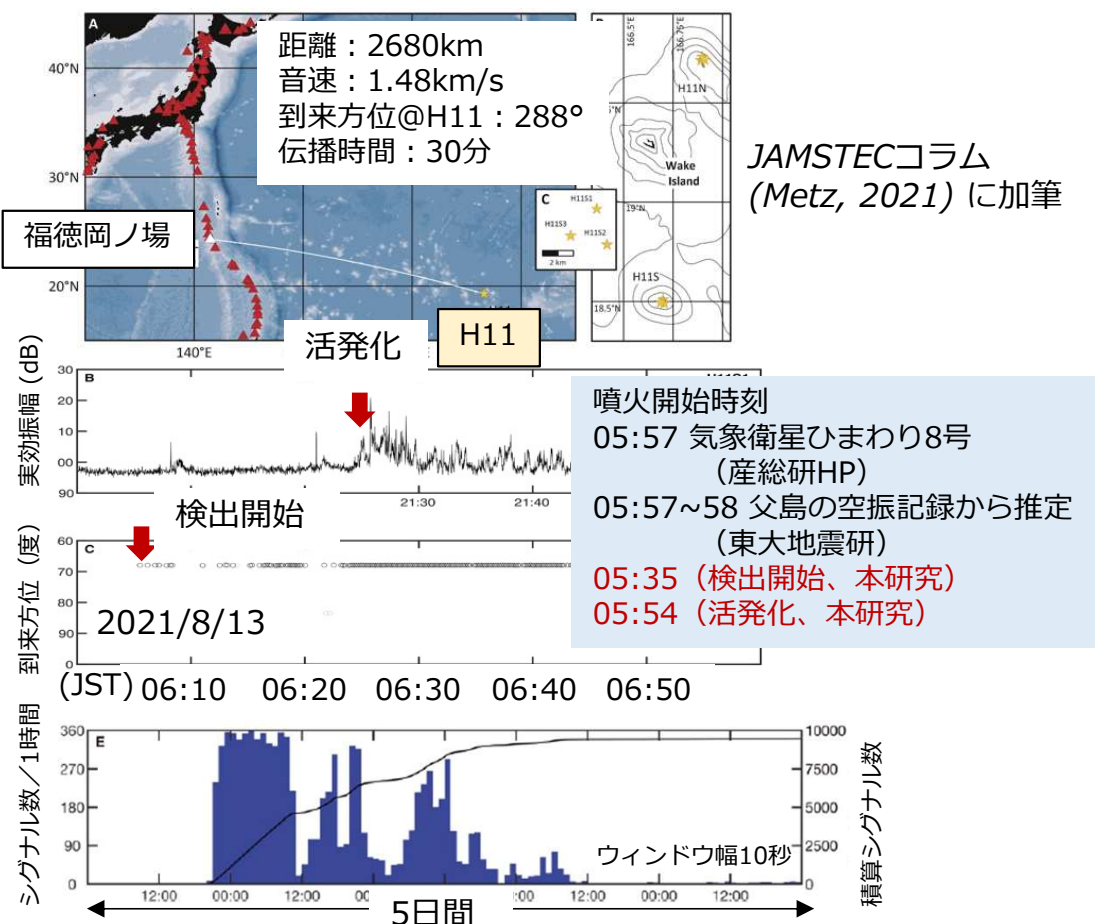 A
40°N
30°N
20°N
140°E
距離：2680km
音速：1.48km/s
到来方位@H11：288°
伝播時間：30分
福徳岡ノ場
H11
166.5°E
166.75°E
H11N
Wake
Island
19°N
H11S
18.5°N
C
H11S1
H11S3
H11S2
2 km
JAMSTECコラム
(Metz, 2021) に加筆
活発化
実効振幅 (dB)
B
30
20
10
00
90
21:30
21:40
検出開始
到来方位（度）
C
60
70
80
90
0
2021/8/13
(JST) 06:10 06:20 06:30 06:40 06:50
噴火開始時刻
05:57 気象衛星ひまわり8号
（産総研HP）
05:57~58 父島の空振記録から推定
（東大地震研）
05:35（検出開始、本研究）
05:54（活発化、本研究）
シグナル数／1時間
E
360
270
180
90
0
10000
7500
5000
2500
0
積算シグナル数
ウィンドウ幅10秒
12:00 00:00 12:00 12:00 00:00 12:00
5日間